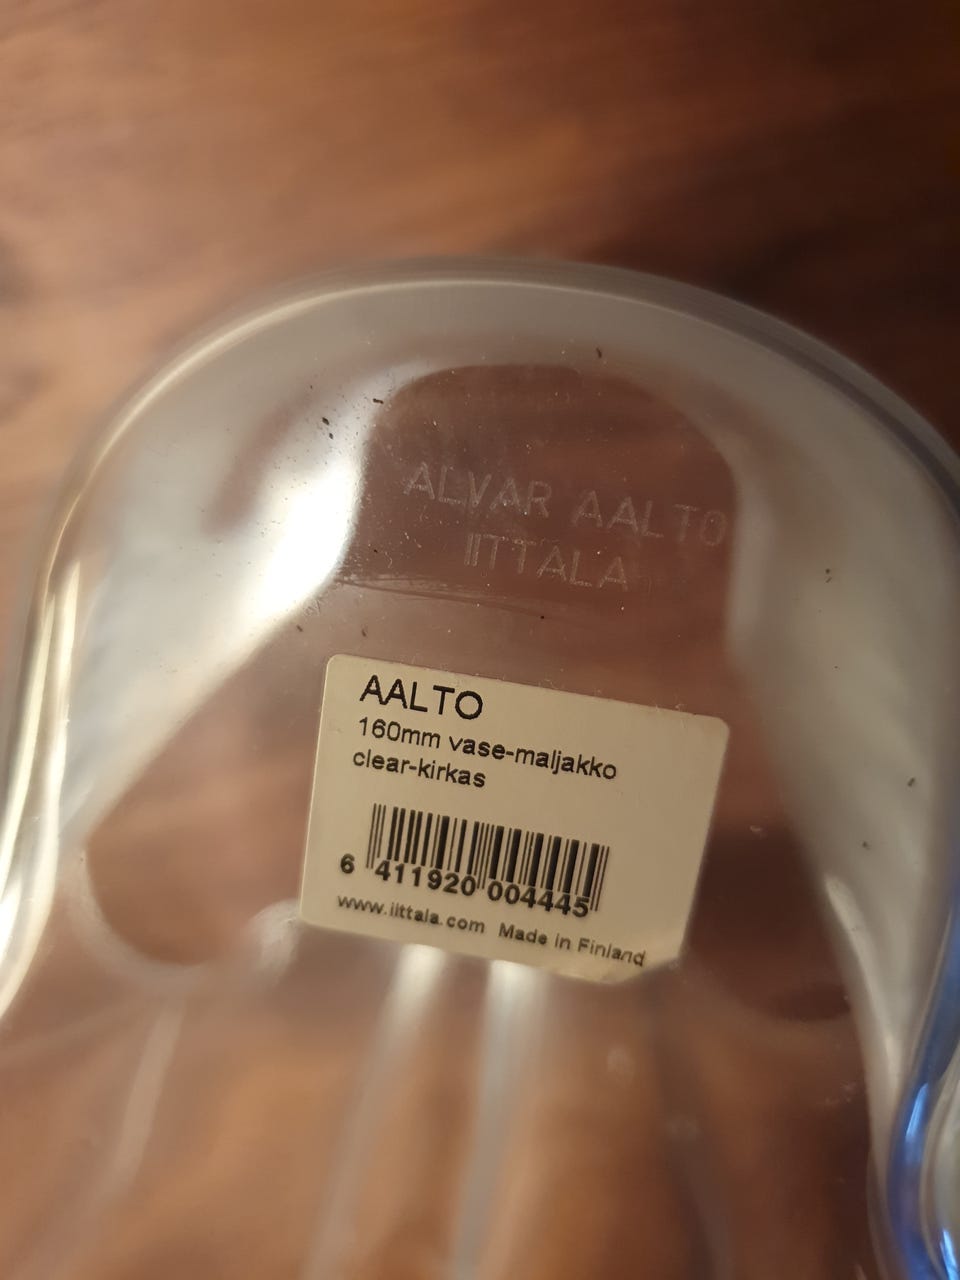 ALVAR AALTO
IITTALA
AALTO
160mm vase-maljakko
clear-kirkas
6 411920 004445
www.iittala.com Made in Finland